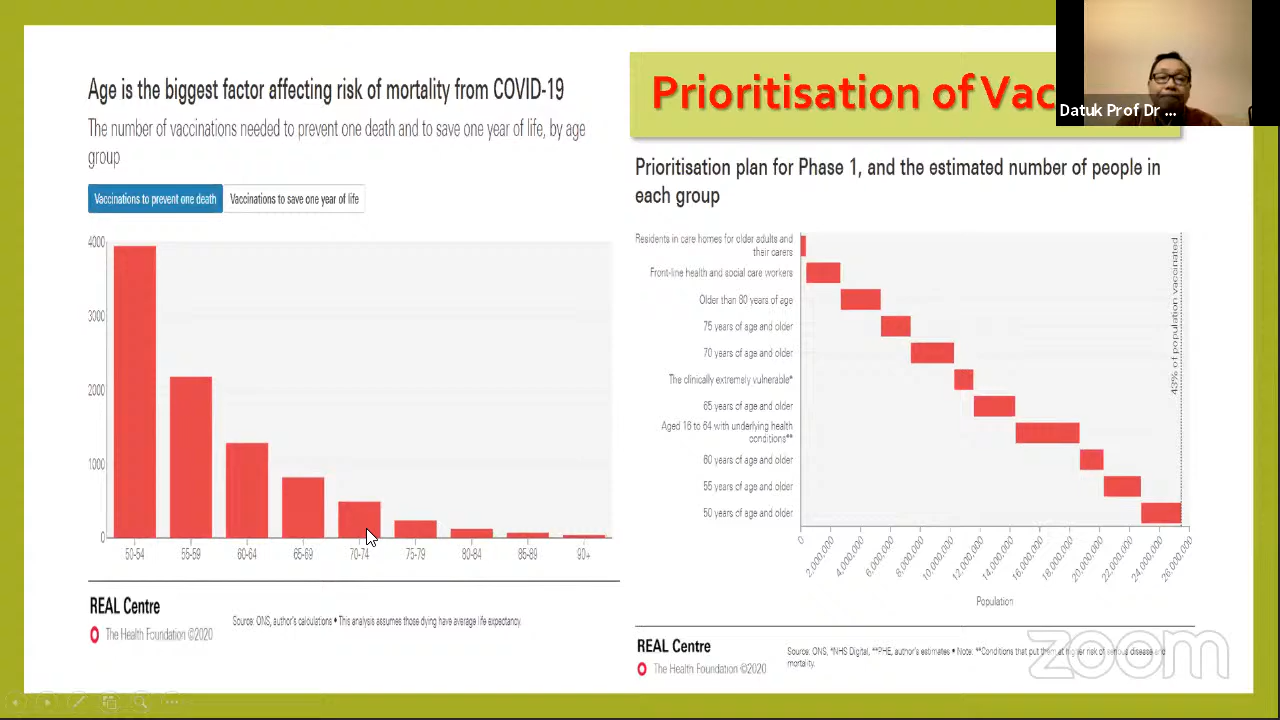 Age is the biggest factor affecting risk of mortality from COVID-19
The number of vaccinations needed to prevent one death and to save one year of life, by age
group
Vaccinations to prevent one death
Vaccinations to save one year of life
4000
3000
2000
1000
0
50-54
55-59
60-64
65-69
70-74
75-79
80-84
85-89
90+
REAL Centre
The Health Foundation ©2020
Source: ONS, author's calculations • This analysis assumes those dying have average life expectancy.
Prioritisation of Vac
Datuk Prof Dr ...
Prioritisation plan for Phase 1, and the estimated number of people in
each group
Residents in care homes for older adults and
their carers
Front-line health and social care workers
Older than 80 years of age
75 years of age and older
70 years of age and older
The clinically extremely vulnerable*
65 years of age and older
Aged 16 to 64 with underlying health
conditions**
60 years of age and older
55 years of age and older
50 years of age and older
43% of population vaccinated
0
2,000,000
4,000,000
6,000,000
8,000,000
10,000,000
12,000,000
14,000,000
16,000,000
18,000,000
20,000,000
22,000,000
24,000,000
26,000,000
Population
REAL Centre
The Health Foundation ©2020
Source: ONS, *NHS Digital, **PHE, author's estimates • Note: **Conditions that put them at higher risk of serious disease and
mortality.
zoom